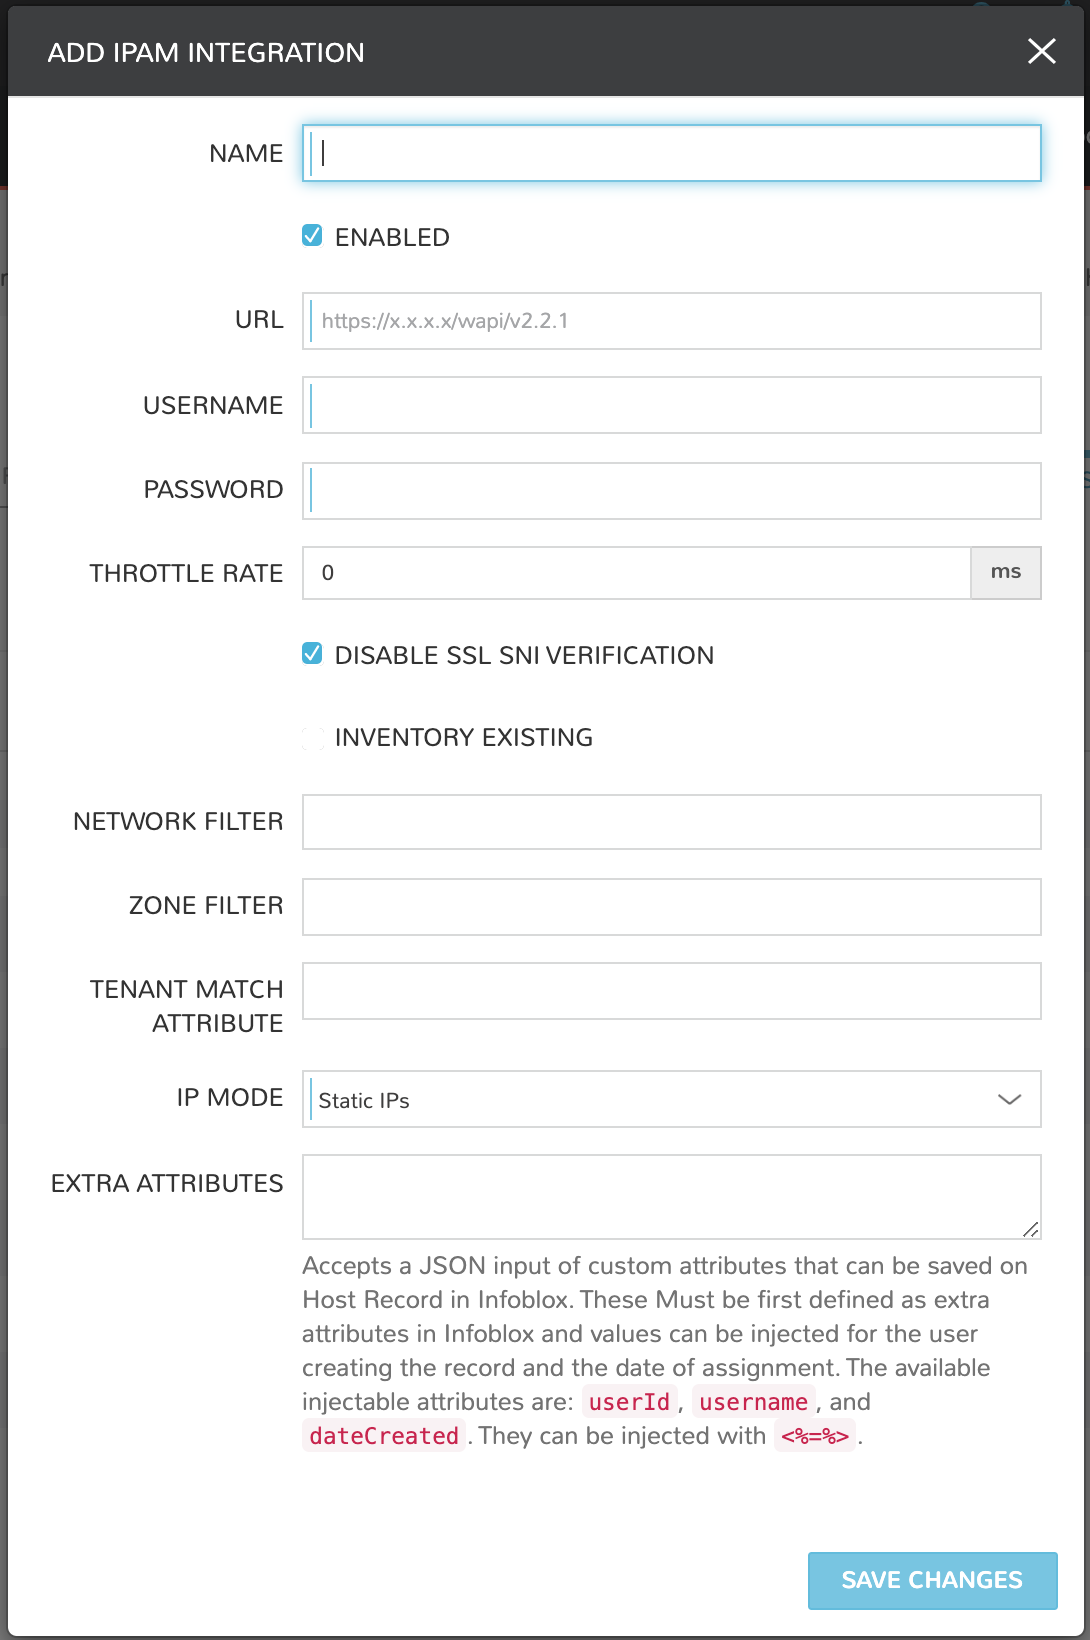 ADD IPAM INTEGRATION
NAME
ENABLED
URL
https://x.x.x.x/wapi/v2.2.1
USERNAME
PASSWORD
THROTTLE RATE
0
ms
DISABLE SSL SNI VERIFICATION
INVENTORY EXISTING
NETWORK FILTER
ZONE FILTER
TENANT MATCH
ATTRIBUTE
IP MODE
Static IPs
EXTRA ATTRIBUTES
Accepts a JSON input of custom attributes that can be saved on
Host Record in Infoblox. These Must be first defined as extra
attributes in Infoblox and values can be injected for the user
creating the record and the date of assignment. The available
injectable attributes are: userId, username, and
dateCreated. They can be injected with <%=%>.
SAVE CHANGES